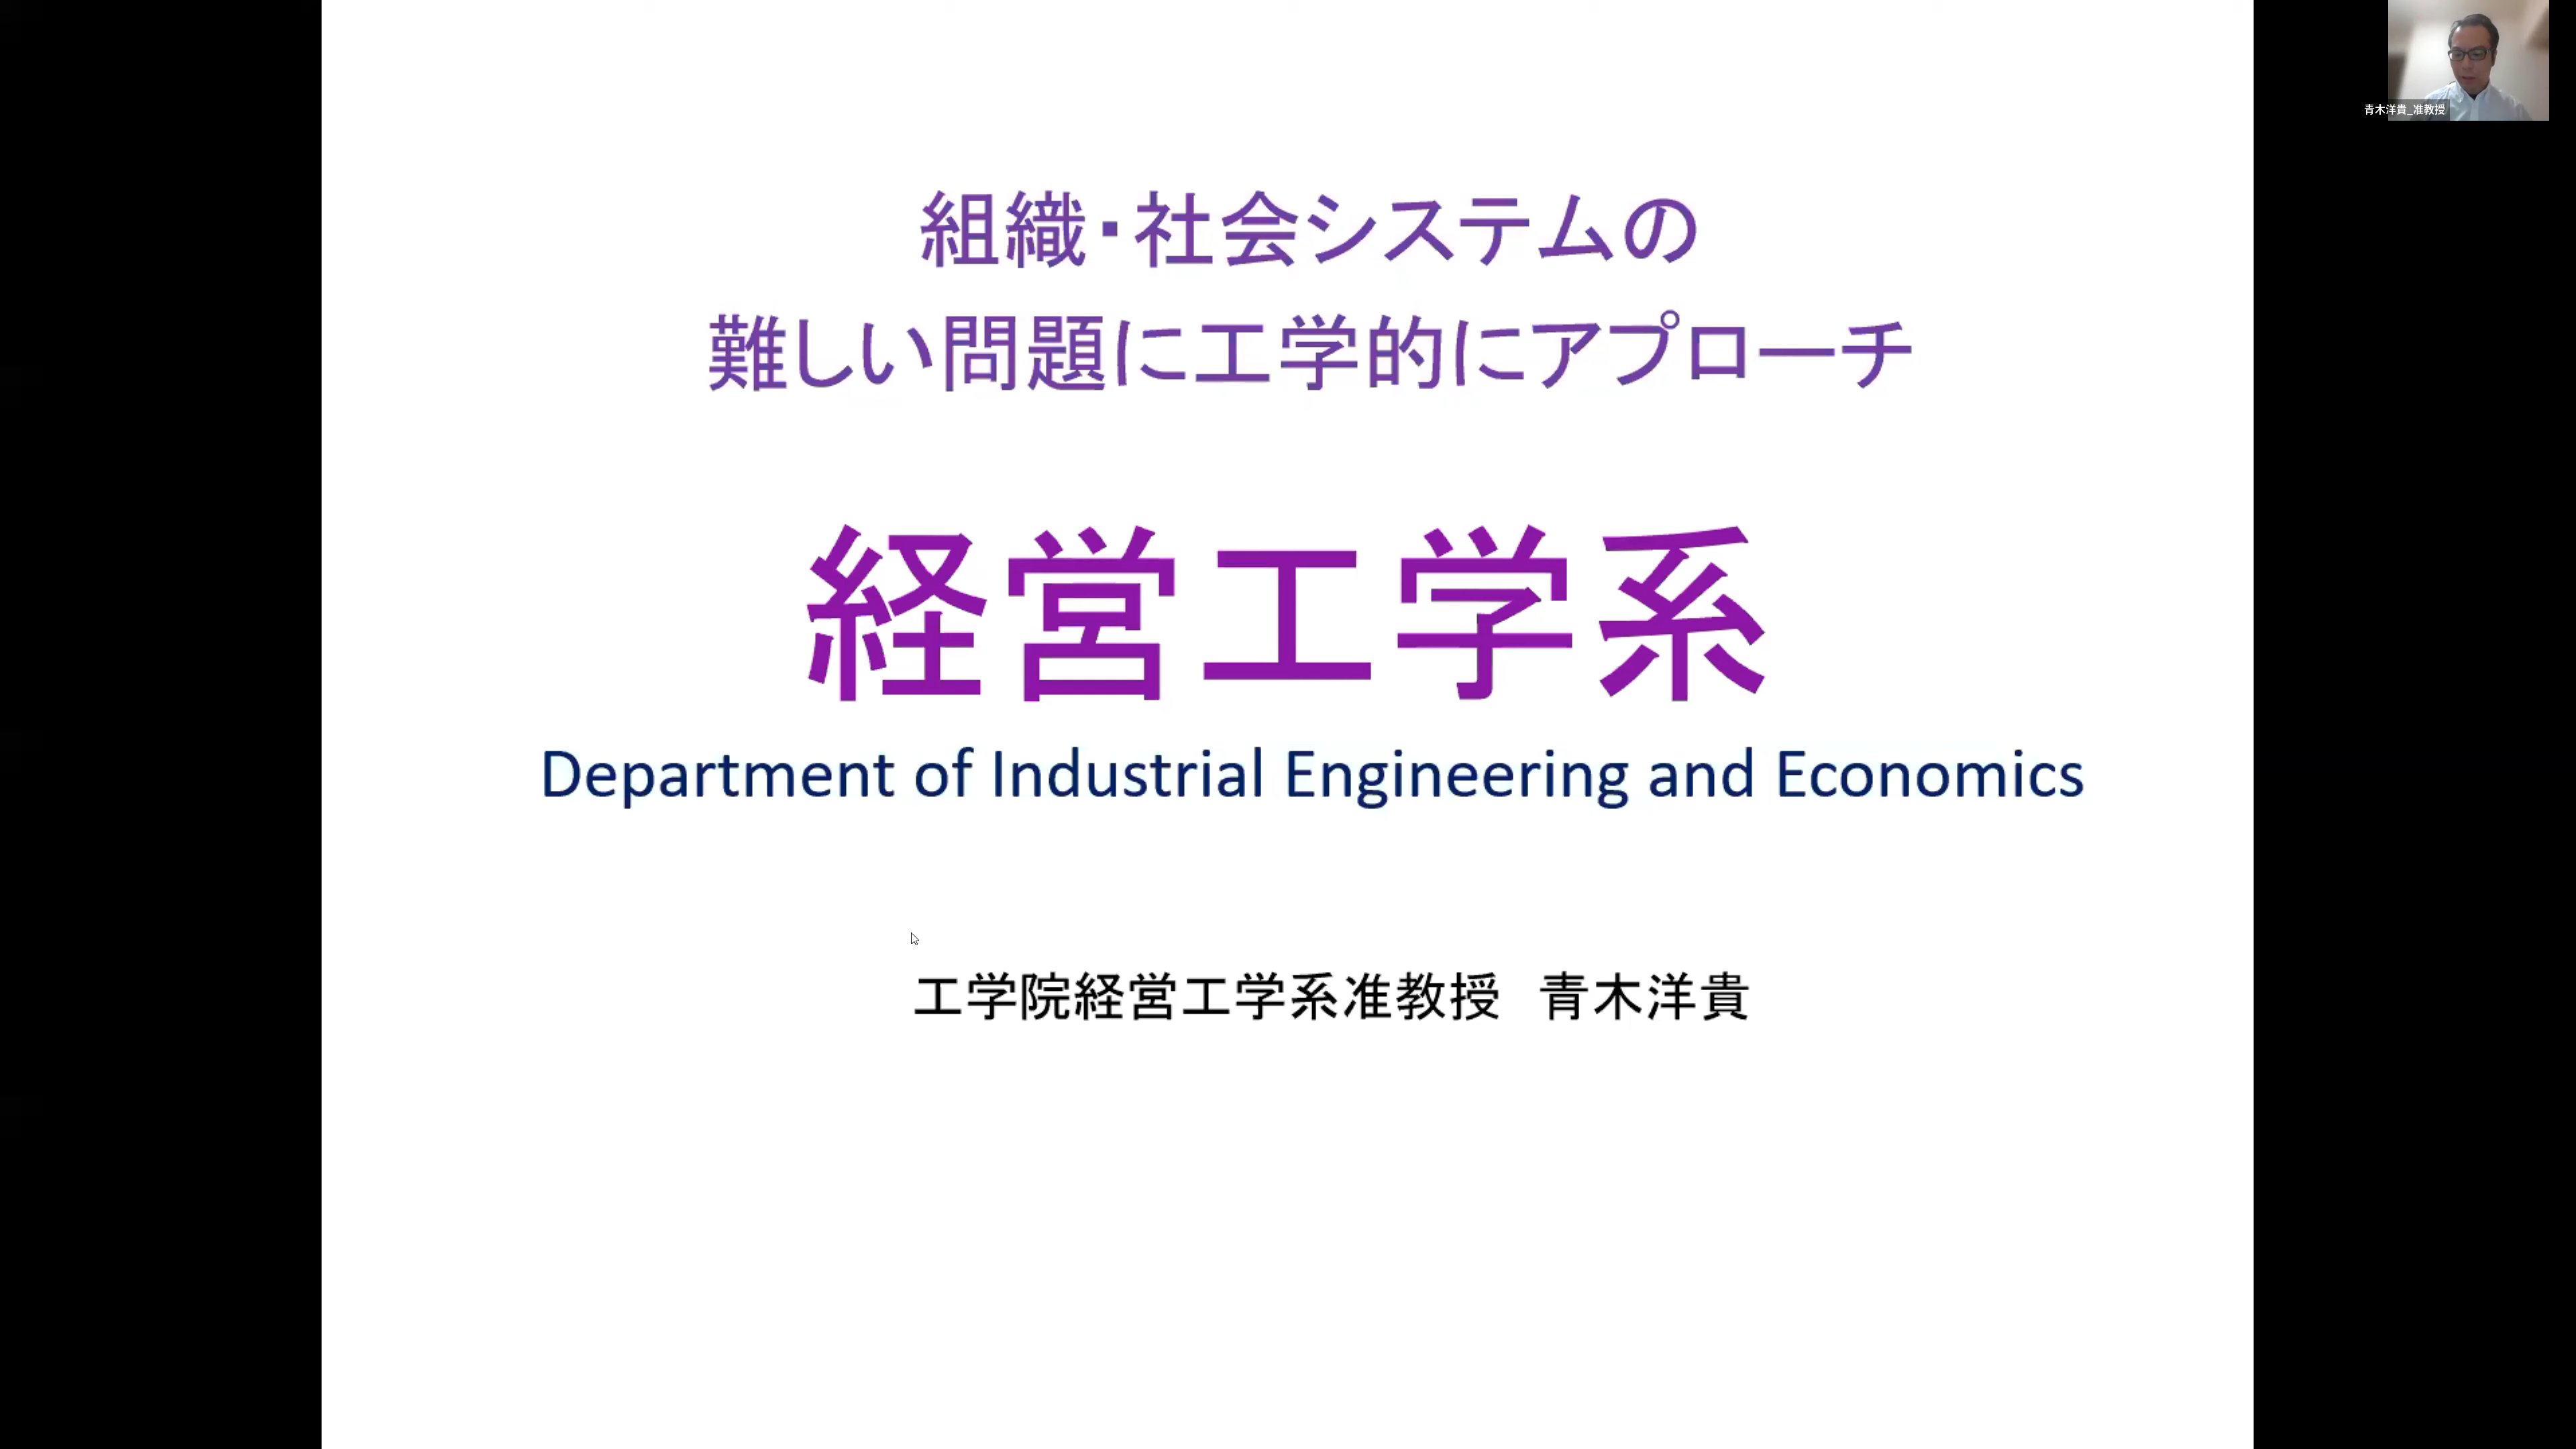 組織・社会システムの
難しい問題に工学的にアプローチ
経営工学系
Department of Industrial Engineering and Economics
工学院経営工学系准教授　青木洋貴
青木洋貴_准教授